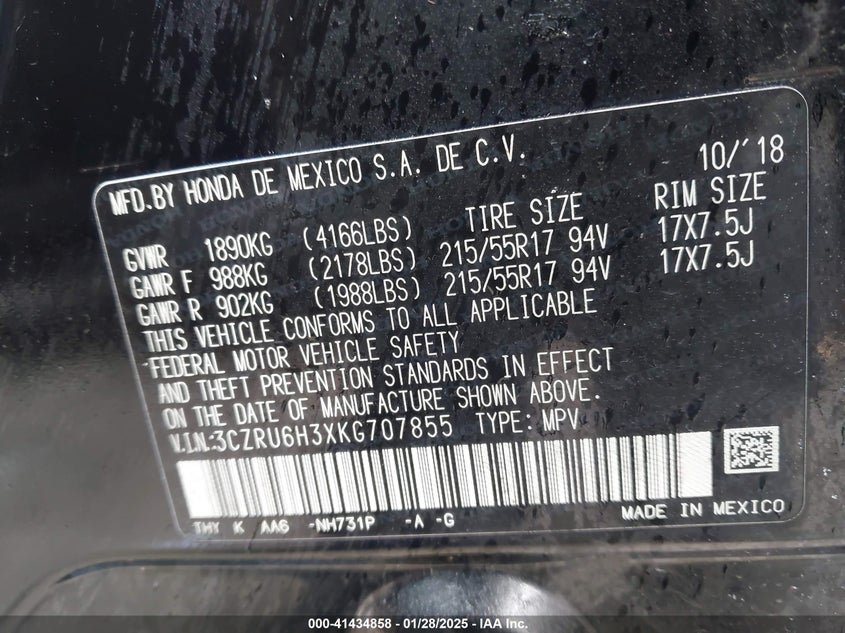 MFD.BY HONDA DE MEXICO S.A. DE C.V. 10/'18
TIRE SIZE RIM SIZE
GVWR 1890KG (4166LBS)
GAWR F 988KG (2178LBS) 215/55R17 94V 17X7.5J
GAWR R 902KG (1988LBS) 215/55R17 94V 17X7.5J
THIS VEHICLE CONFORMS TO ALL APPLICABLE
FEDERAL MOTOR VEHICLE SAFETY
AND THEFT PREVENTION STANDARDS IN EFFECT
ON THE DATE OF MANUFACTURE SHOWN ABOVE.
V.I.N:3CZRU6H3XKG707855 TYPE: MPV
THY K AA6 -NH731P -A -G MADE IN MEXICO
000-41434858 - 01/28/2025 - IAA Inc.